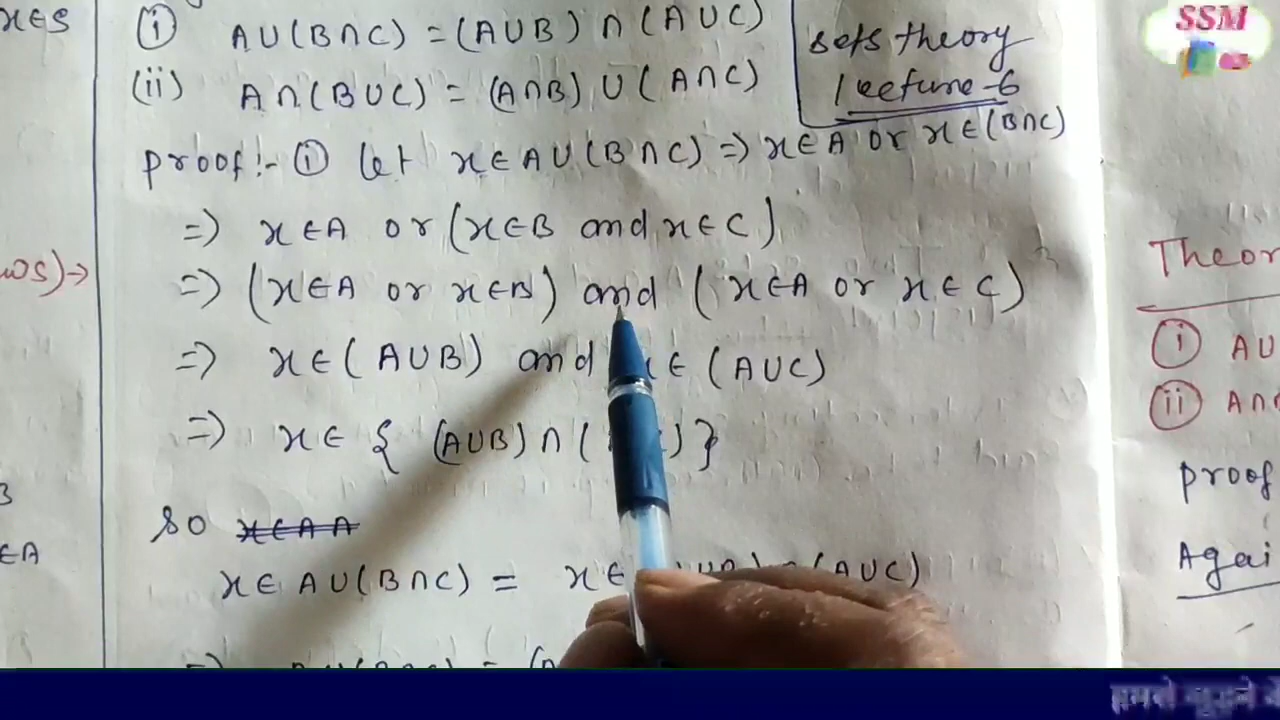 x∈S
(i) A∪(B∩C) = (A∪B) ∩ (A∪C)
(ii) A∩(B∪C) = (A∩B) ∪ (A∩C)
sets theory
lecture-6
SSM
proof:- (i) let x∈A∪(B∩C) => x∈A or x∈(B∩C)
=> x∈A or (x∈B and x∈C)
=> (x∈A or x∈B) and (x∈A or x∈C)
=> x∈(A∪B) and x∈(A∪C)
=> x∈ { (A∪B)∩( ) }
so x∈A A
x∈A∪(B∩C) = x∈ ∩(A∪C)
∈A
Theor
(i) A∪
(ii) A∩
proof
Agai
हमसे जुड़ने के